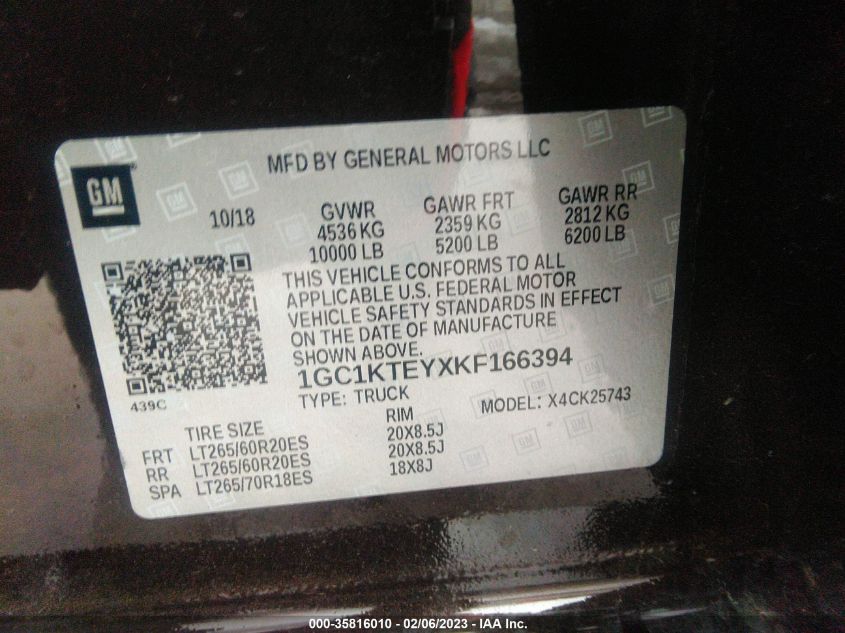 MFD BY GENERAL MOTORS LLC
GM
10/18
GVWR GAWR FRT GAWR RR
4536 KG 2359 KG 2812 KG
10000 LB 5200 LB 6200 LB
THIS VEHICLE CONFORMS TO ALL
APPLICABLE U.S. FEDERAL MOTOR
VEHICLE SAFETY STANDARDS IN EFFECT
ON THE DATE OF MANUFACTURE
SHOWN ABOVE.
1GC1KTEYXKF166394
439C
TYPE: TRUCK MODEL: X4CK25743
TIRE SIZE RIM
FRT LT265/60R20ES 20X8.5J
RR LT265/60R20ES 20X8.5J
SPA LT265/70R18ES 18X8J
000-35816010 - 02/06/2023 - IAA Inc.